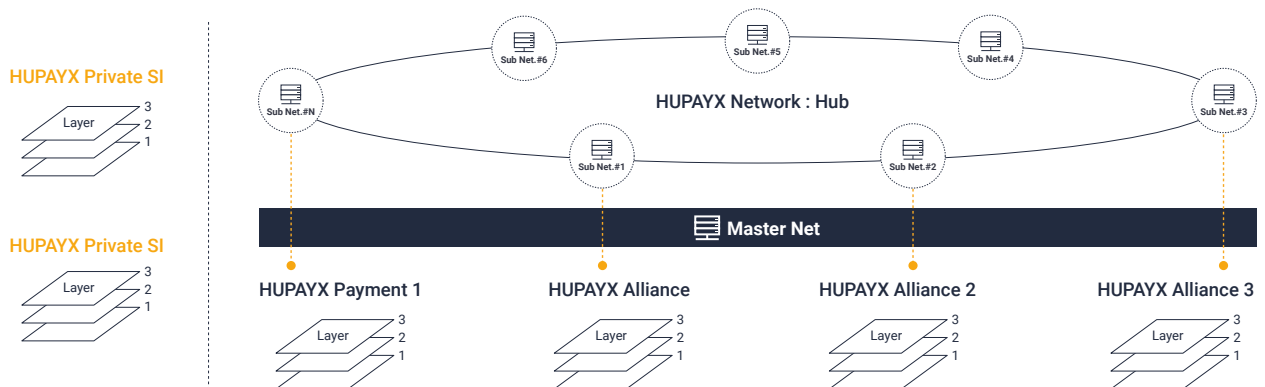 HUPAYX Private SI
Layer
3
2
1
HUPAYX Private SI
Layer
3
2
1
Sub Net.#6
Sub Net.#5
Sub Net.#4
Sub Net.#N
HUPAYX Network : Hub
Sub Net.#3
Sub Net.#1
Sub Net.#2
Master Net
HUPAYX Payment 1
HUPAYX Alliance
HUPAYX Alliance 2
HUPAYX Alliance 3
Layer
3
2
1
Layer
3
2
1
Layer
3
2
1
Layer
3
2
1